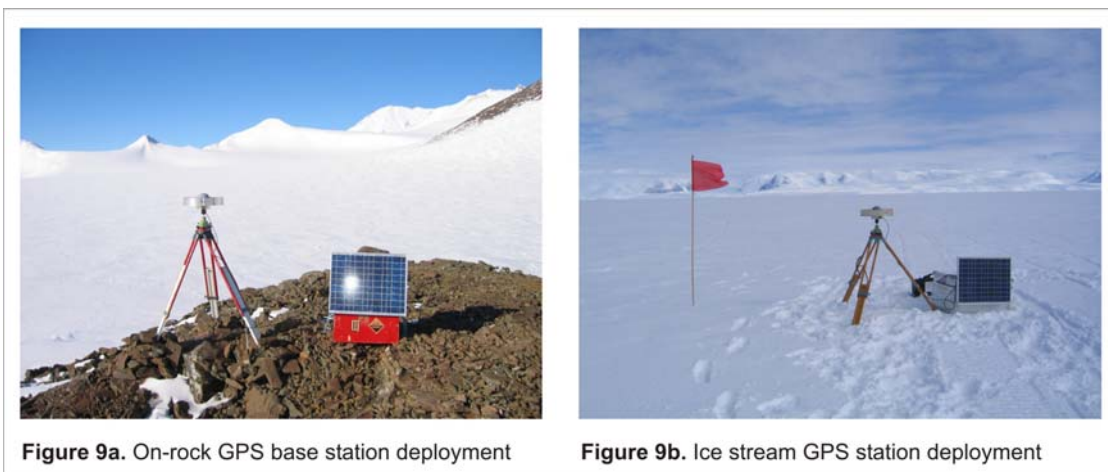 Figure 9a. On-rock GPS base station deployment
Figure 9b. Ice stream GPS station deployment